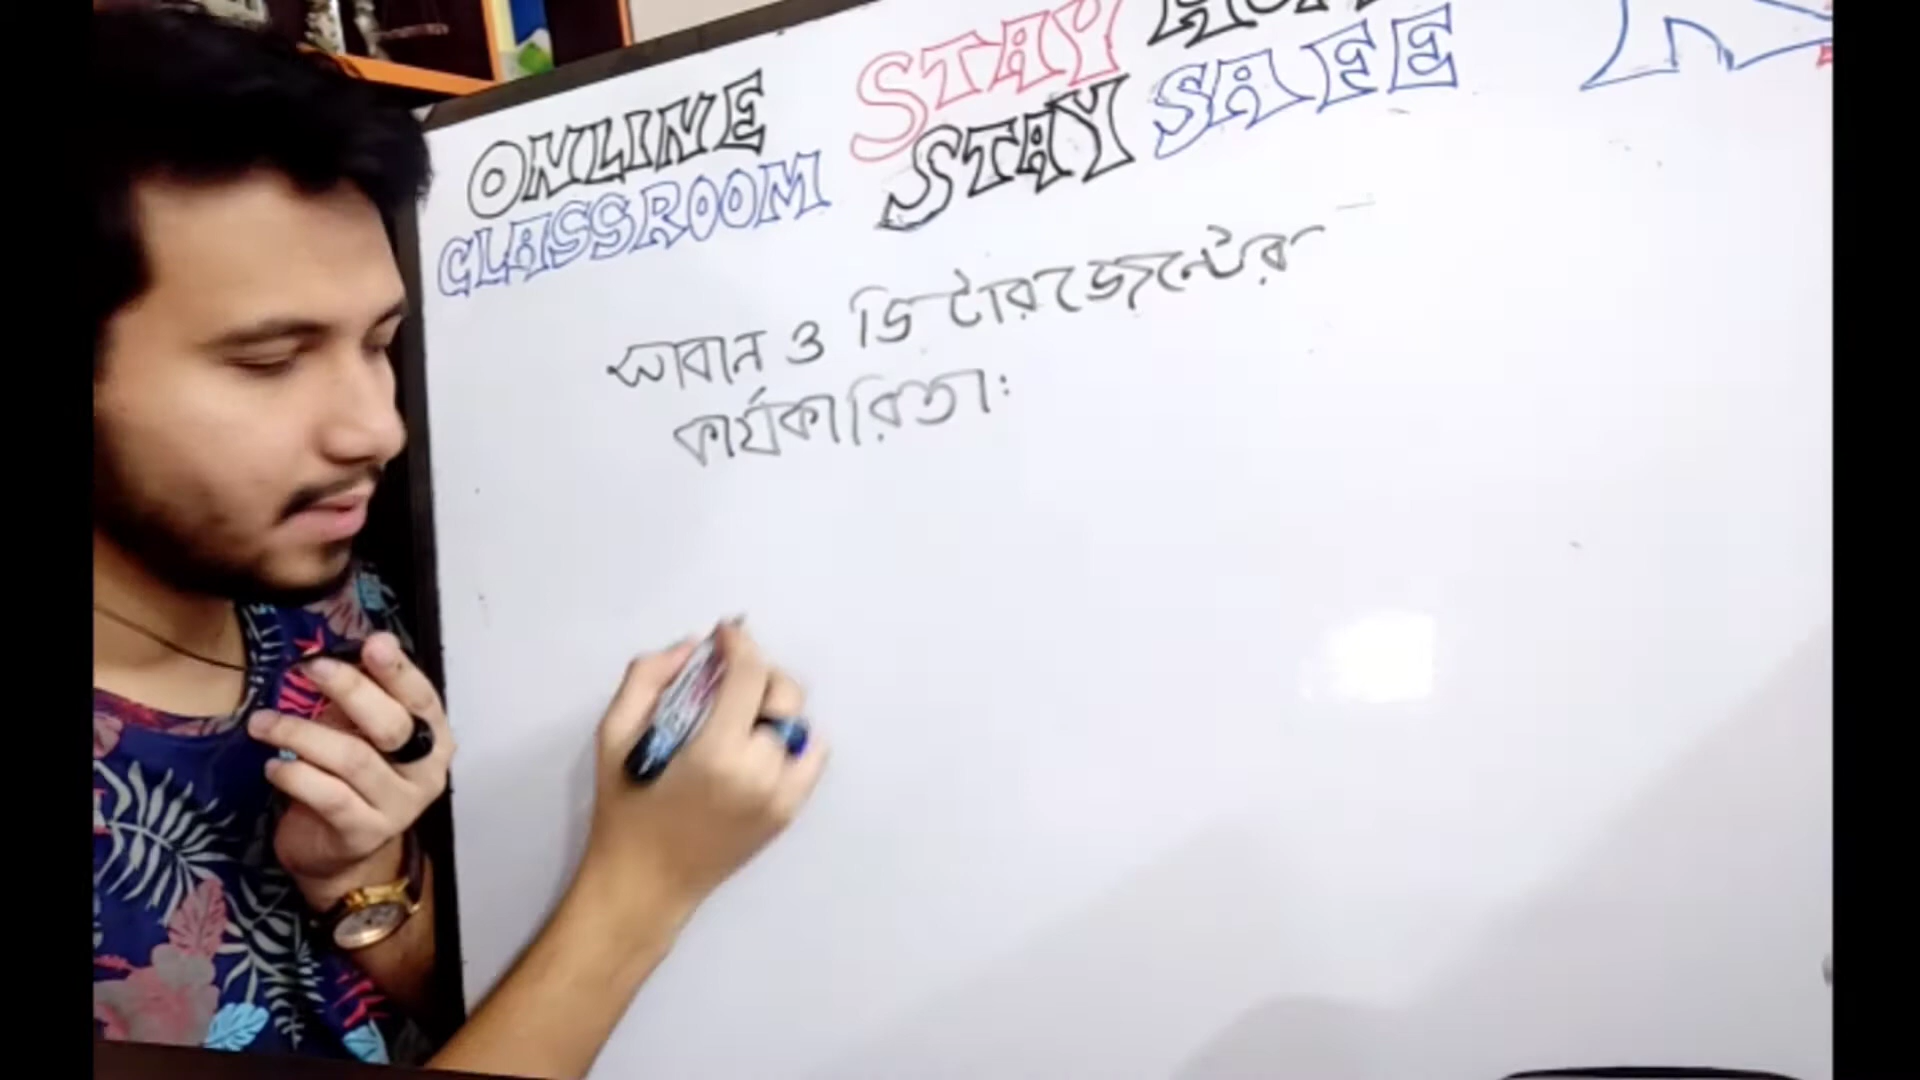 ONLINE
CLASSROOM
STAY
STAY SAFE
সাবান ও ডিটারজেন্টের
কার্যকারিতা: